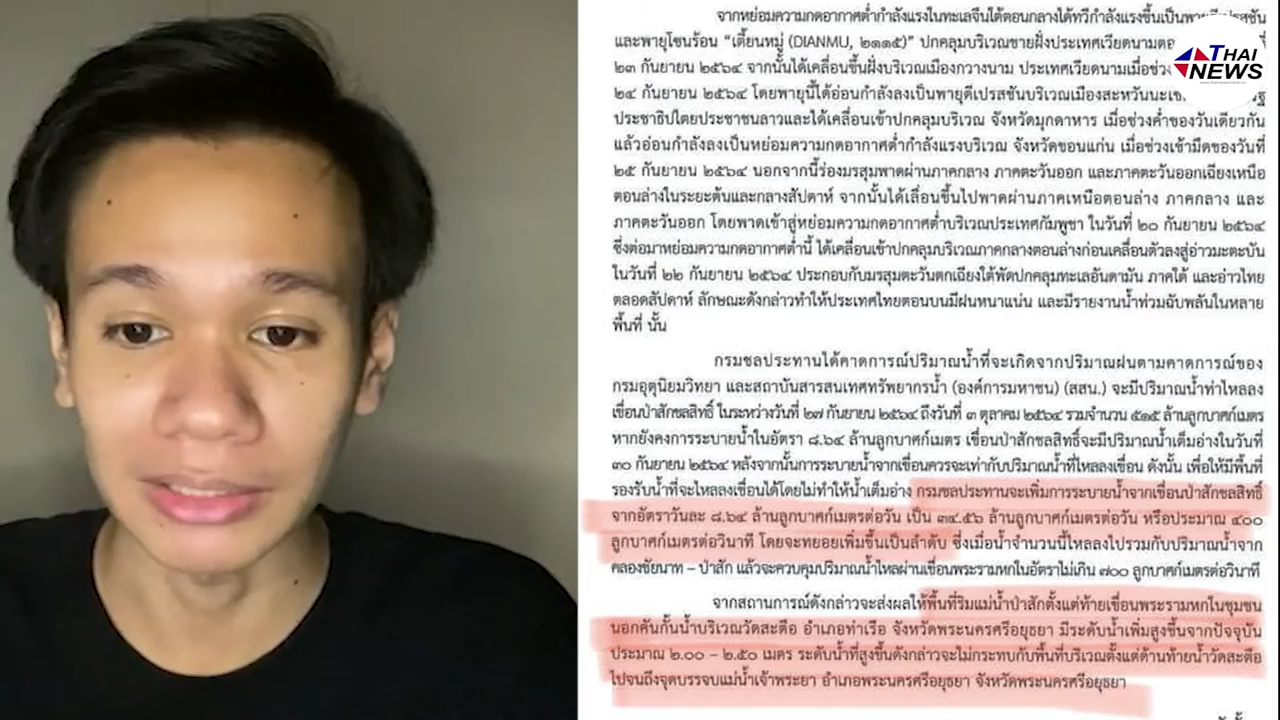 THAI NEWS
จากหย่อมความกดอากาศต่ำกำลังแรงในทะเลจีนใต้ตอนกลางได้ทวีกำลังแรงขึ้นเป็นพายุดีเปรสชัน
และพายุโซนร้อน “เตี้ยนหมู่ (DIANMU, ๒๑๑๕)” ปกคลุมบริเวณชายฝั่งประเทศเวียดนามตอ
๒๓ กันยายน ๒๕๖๔ จากนั้นได้เคลื่อนขึ้นฝั่งบริเวณเมืองกวางนาม ประเทศเวียดนามเมื่อช่วง
๒๔ กันยายน ๒๕๖๔ โดยพายุนี้ได้อ่อนกำลังลงเป็นพายุดีเปรสชันบริเวณเมืองสะหวันนะเข
ประชาธิปไตยประชาชนลาวและได้เคลื่อนเข้าปกคลุมบริเวณ จังหวัดมุกดาหาร เมื่อช่วงค่ำของวันเดียวกัน
แล้วอ่อนกำลังลงเป็นหย่อมความกดอากาศต่ำกำลังแรงบริเวณ จังหวัดขอนแก่น เมื่อช่วงเช้ามืดของวันที่
๒๕ กันยายน ๒๕๖๔ นอกจากนี้ร่องมรสุมพาดผ่านภาคกลาง ภาคตะวันออก และภาคตะวันออกเฉียงเหนือ
ตอนล่างในระยะต้นและกลางสัปดาห์ จากนั้นได้เลื่อนขึ้นไปพาดผ่านภาคเหนือตอนล่าง ภาคกลาง และ
ภาคตะวันออก โดยพาดเข้าสู่หย่อมความกดอากาศต่ำบริเวณประเทศกัมพูชา ในวันที่ ๒๐ กันยายน ๒๕๖๔
ซึ่งต่อมาหย่อมความกดอากาศต่ำนี้ ได้เคลื่อนเข้าปกคลุมบริเวณภาคกลางตอนล่างก่อนเคลื่อนตัวลงสู่อ่าวมะตะบัน
ในวันที่ ๒๒ กันยายน ๒๕๖๔ ประกอบกับมรสุมตะวันตกเฉียงใต้พัดปกคลุมทะเลอันดามัน ภาคใต้ และอ่าวไทย
ตลอดสัปดาห์ ลักษณะดังกล่าวทำให้ประเทศไทยตอนบนมีฝนหนาแน่น และมีรายงานน้ำท่วมฉับพลันในหลาย
พื้นที่ นั้น
กรมชลประทานได้คาดการณ์ปริมาณน้ำที่จะเกิดจากปริมาณฝนตามคาดการณ์ของ
กรมอุตุนิยมวิทยา และสถาบันสารสนเทศทรัพยากรน้ำ (องค์การมหาชน) (สสน.) จะมีปริมาณน้ำท่าไหลลง
เขื่อนป่าสักชลสิทธิ์ ในระหว่างวันที่ ๒๗ กันยายน ๒๕๖๔ ถึงวันที่ ๓ ตุลาคม ๒๕๖๔ รวมจำนวน ๕๑๕ ล้านลูกบาศก์เมตร
หากยังคงการระบายน้ำในอัตรา ๘.๖๔ ล้านลูกบาศก์เมตร เขื่อนป่าสักชลสิทธิ์จะมีปริมาณน้ำเต็มอ่างในวันที่
๓๐ กันยายน ๒๕๖๔ หลังจากนั้นการระบายน้ำจากเขื่อนควรจะเท่ากับปริมาณน้ำที่ไหลลงเขื่อน ดังนั้น เพื่อให้มีพื้นที่
รองรับน้ำที่จะไหลลงเขื่อนได้โดยไม่ทำให้น้ำเต็มอ่าง กรมชลประทานจะเพิ่มการระบายน้ำจากเขื่อนป่าสักชลสิทธิ์
จากอัตราวันละ ๘.๖๔ ล้านลูกบาศก์เมตรต่อวัน เป็น ๓๔.๕๖ ล้านลูกบาศก์เมตรต่อวัน หรือประมาณ ๔๐๐
ลูกบาศก์เมตรต่อวินาที โดยจะทยอยเพิ่มขึ้นเป็นลำดับ ซึ่งเมื่อน้ำจำนวนนี้ไหลลงไปรวมกับปริมาณน้ำจาก
คลองชัยนาท – ป่าสัก แล้วจะควบคุมปริมาณน้ำไหลผ่านเขื่อนพระรามหกในอัตราไม่เกิน ๗๐๐ ลูกบาศก์เมตรต่อวินาที
จากสถานการณ์ดังกล่าวจะส่งผลให้พื้นที่ริมแม่น้ำป่าสักตั้งแต่ท้ายเขื่อนพระรามหกในชุมชน
นอกคันกั้นน้ำบริเวณวัดสะตือ อำเภอท่าเรือ จังหวัดพระนครศรีอยุธยา มีระดับน้ำเพิ่มสูงขึ้นจากปัจจุบัน
ประมาณ ๒.๐๐ – ๒.๕๐ เมตร ระดับน้ำที่สูงขึ้นดังกล่าวจะไม่กระทบกับพื้นที่บริเวณตั้งแต่ด้านท้ายน้ำวัดสะตือ
ไปจนถึงจุดบรรจบแม่น้ำเจ้าพระยา อำเภอพระนครศรีอยุธยา จังหวัดพระนครศรีอยุธยา